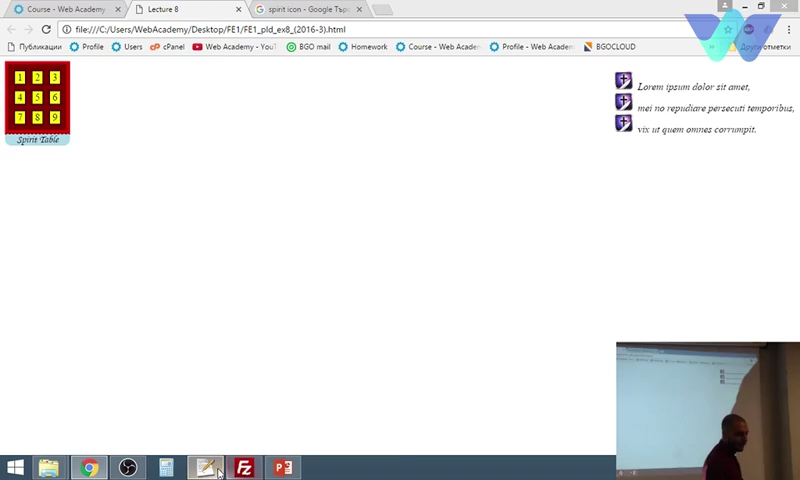 Course - Web Academy
Lecture 8
spirit icon - Google Търс
file:///C:/Users/WebAcademy/Desktop/FE1/FE1_pld_ex8_(2016-3).html
Публикации
Profile
Users
cPanel
Web Academy - YouT
BGO mail
Homework
Course - Web Academ
Profile - Web Academ
BGOCLOUD
Други отметки
1 2 3
4 5 6
7 8 9
Spirit Table
Lorem ipsum dolor sit amet,
mei no repudiare persecuti temporibus,
vix ut quem omnes corrumpit.